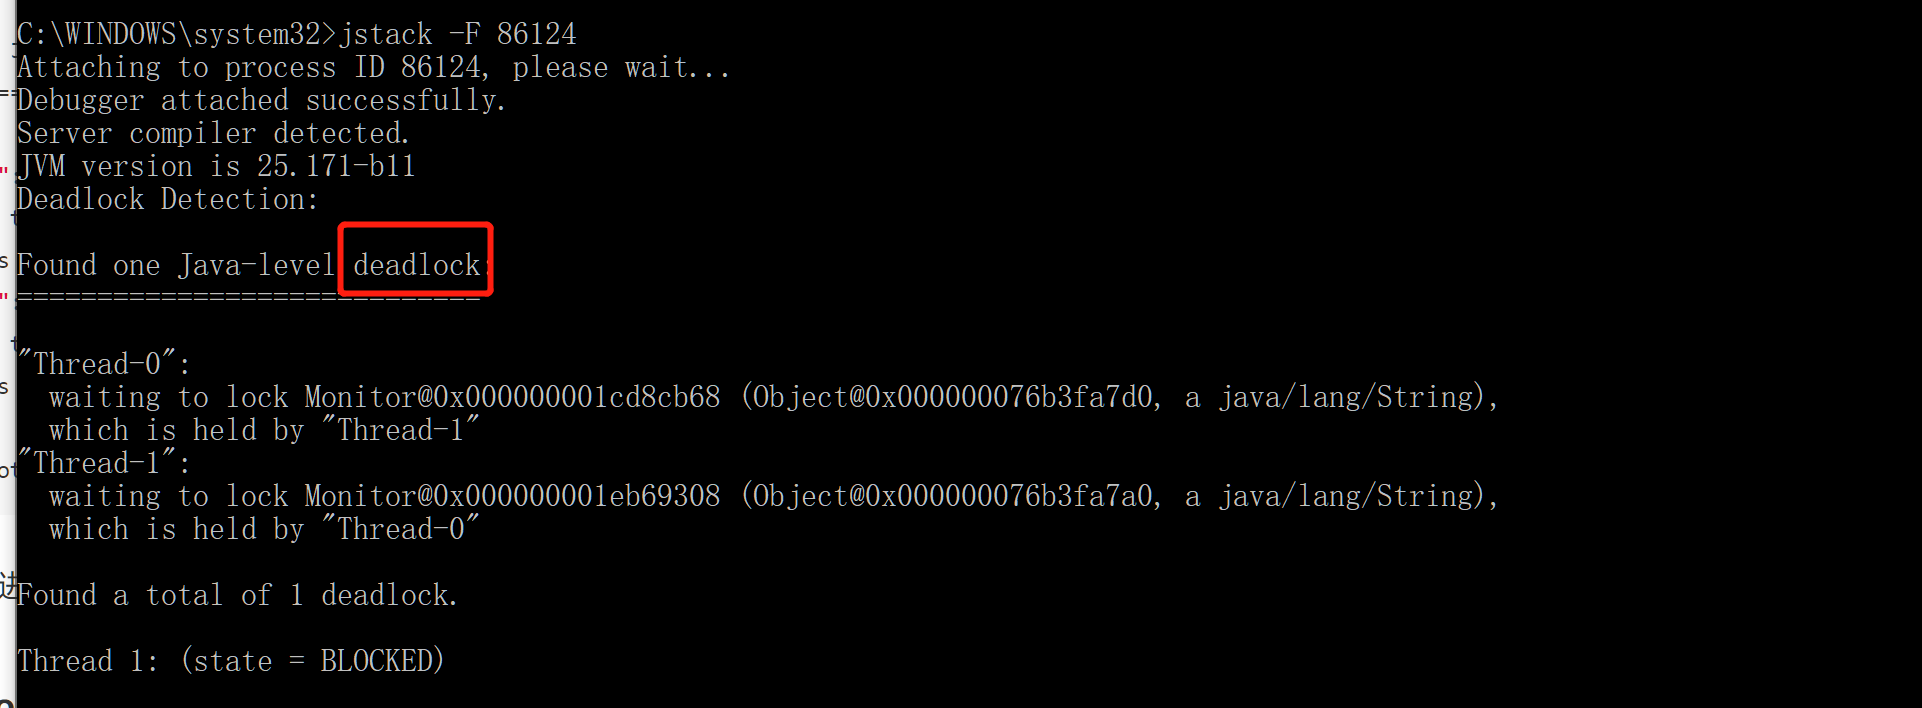 C:\WINDOWS\system32>jstack -F 86124
Attaching to process ID 86124, please wait...
Debugger attached successfully.
Server compiler detected.
JVM version is 25.171-b11
Deadlock Detection:
Found one Java-level deadlock:
=============================
"Thread-0":
waiting to lock Monitor@0x000000001cd8cb68 (Object@0x000000076b3fa7d0, a java/lang/String),
which is held by "Thread-1"
"Thread-1":
waiting to lock Monitor@0x000000001eb69308 (Object@0x000000076b3fa7a0, a java/lang/String),
which is held by "Thread-0"
Found a total of 1 deadlock.
Thread 1: (state = BLOCKED)